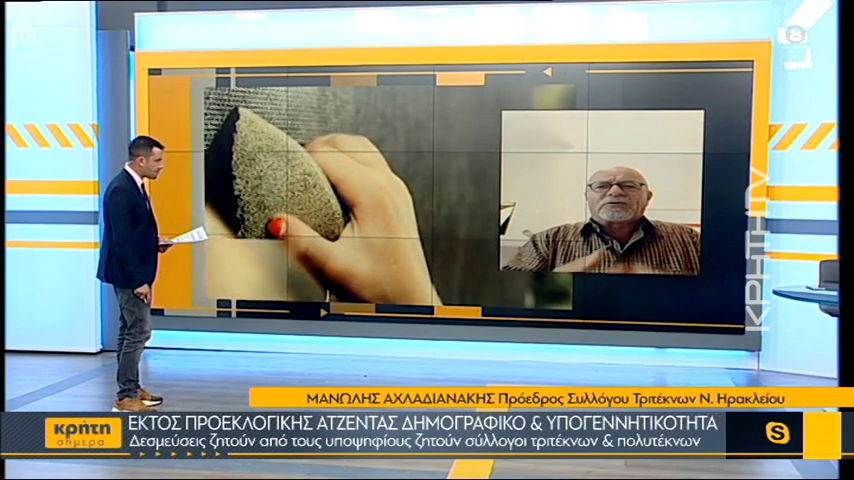 ΚΡΗΤΗ TV
ΜΑΝΩΛΗΣ ΑΧΛΑΔΙΑΝΑΚΗΣ Πρόεδρος Συλλόγου Τριτέκνων Ν. Ηρακλείου
κρήτη
σήμερα
ΕΚΤΟΣ ΠΡΟΕΚΛΟΓΙΚΗΣ ΑΤΖΕΝΤΑΣ ΔΗΜΟΓΡΑΦΙΚΟ & ΥΠΟΓΕΝΝΗΤΙΚΟΤΗΤΑ
Δεσμεύσεις ζητούν από τους υποψηφίους ζητούν σύλλογοι τριτέκνων & πολυτέκνων
S